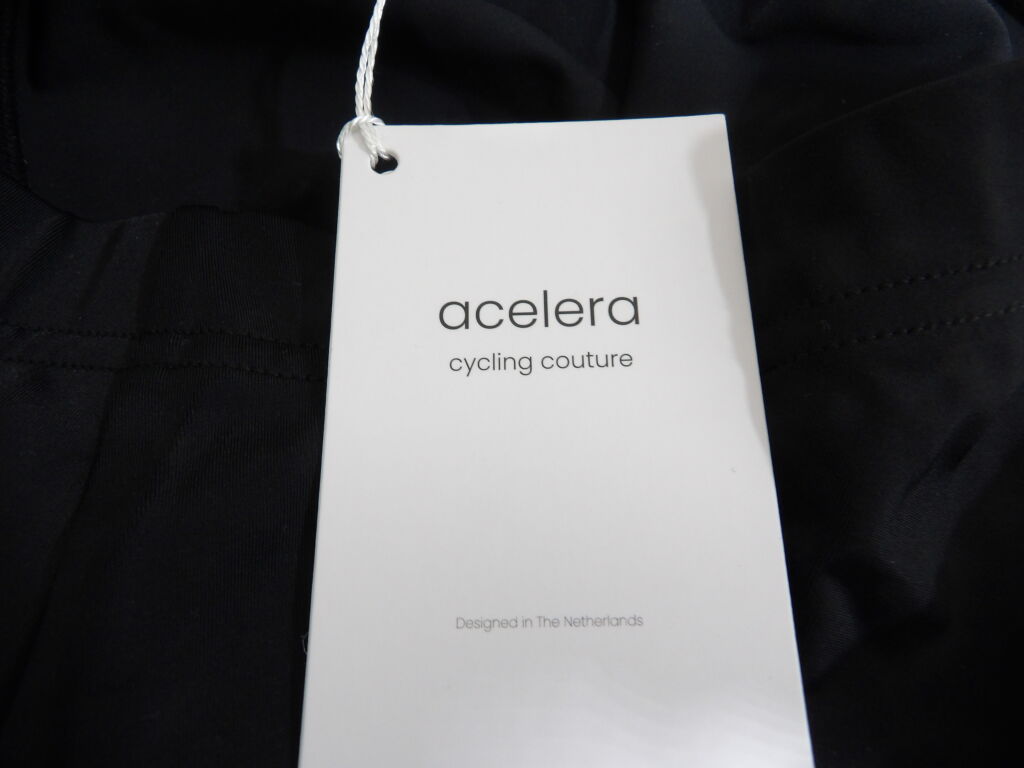 acelera
cycling couture
Designed in The Netherlands